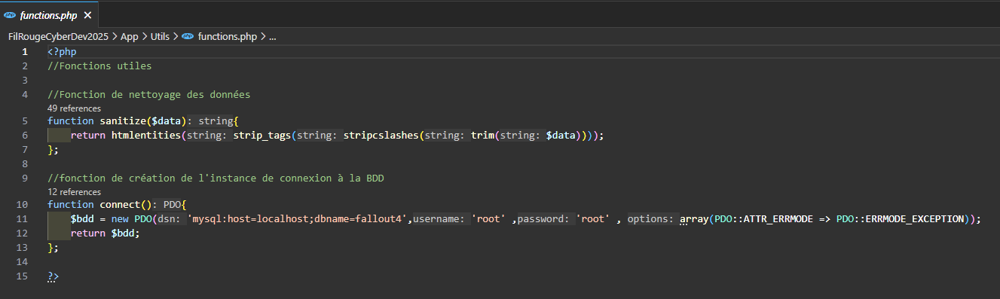 functions.php
FilRougeCyberDev2025 > App > Utils > functions.php > ...
1 <?php
2 //Fonctions utiles
3
4 //Fonction de nettoyage des données
49 references
5 function sanitize($data): string{
6 return htmlentities(string: strip_tags(string: stripcslashes(string: trim(string: $data))));
7 };
8
9 //fonction de création de l'instance de connexion à la BDD
12 references
10 function connect(): PDO{
11 $bdd = new PDO(dsn: 'mysql:host=localhost;dbname=fallout4',username: 'root' ,password: 'root' , options: array(PDO::ATTR_ERRMODE => PDO::ERRMODE_EXCEPTION));
12 return $bdd;
13 };
14
15 ?>